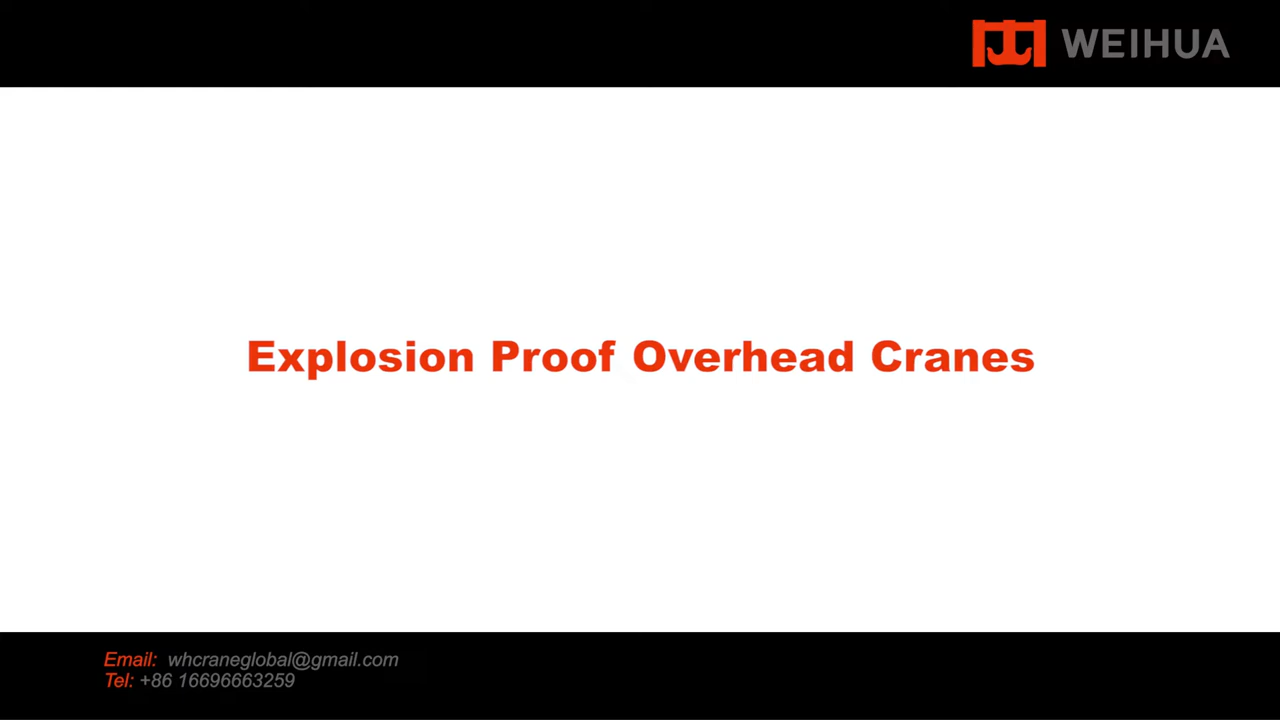 WEIHUA
Explosion Proof Overhead Cranes
Email: whcraneglobal@gmail.com
Tel: +86 16696663259